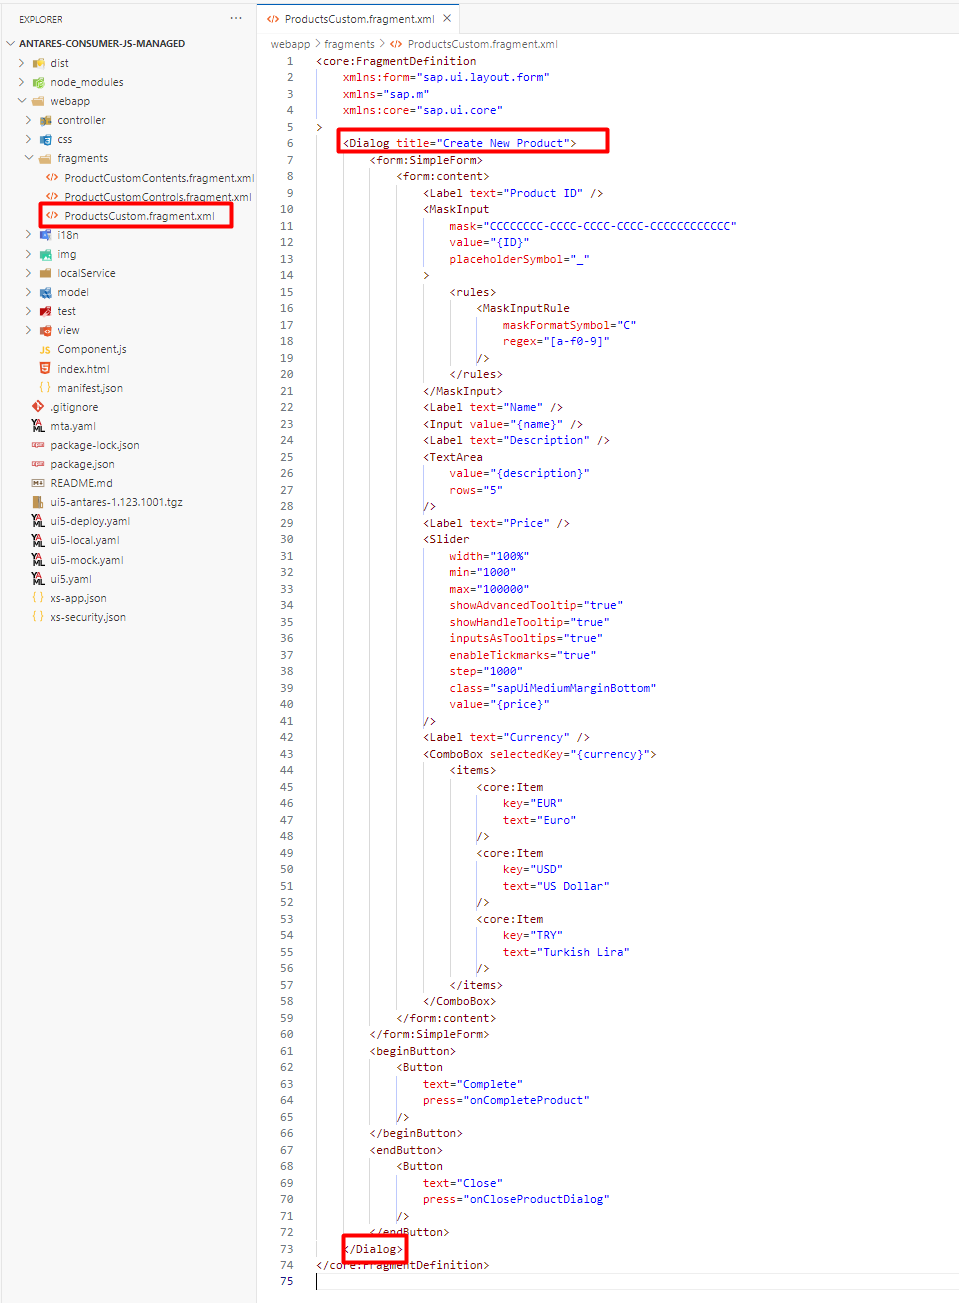 EXPLORER
ANTARES-CONSUMER-JS-MANAGED
dist
node_modules
webapp
controller
css
fragments
ProductCustomContents.fragment.xml
ProductCustomControls.fragment.xml
ProductsCustom.fragment.xml
i18n
img
localService
model
test
view
JS Component.js
index.html
{} manifest.json
.gitignore
YAML mta.yaml
package-lock.json
package.json
README.md
ui5-antares-1.123.1001.tgz
YAML ui5-deploy.yaml
YAML ui5-local.yaml
YAML ui5-mock.yaml
YAML ui5.yaml
{} xs-app.json
{} xs-security.json
ProductsCustom.fragment.xml ×
webapp > fragments > ProductsCustom.fragment.xml
1 <core:FragmentDefinition
2 xmlns:form="sap.ui.layout.form"
3 xmlns="sap.m"
4 xmlns:core="sap.ui.core"
5 >
6 <Dialog title="Create New Product">
7 <form:SimpleForm>
8 <form:content>
9 <Label text="Product ID" />
10 <MaskInput
11 mask="CCCCCCCC-CCCC-CCCC-CCCC-CCCCCCCCCCCC"
12 value="{ID}"
13 placeholderSymbol="_"
14 >
15 <rules>
16 <MaskInputRule
17 maskFormatSymbol="C"
18 regex="[a-f0-9]"
19 />
20 </rules>
21 </MaskInput>
22 <Label text="Name" />
23 <Input value="{name}" />
24 <Label text="Description" />
25 <TextArea
26 value="{description}"
27 rows="5"
28 />
29 <Label text="Price" />
30 <Slider
31 width="100%"
32 min="1000"
33 max="100000"
34 showAdvancedTooltip="true"
35 showHandleTooltip="true"
36 inputsAsTooltips="true"
37 enableTickmarks="true"
38 step="1000"
39 class="sapUiMediumMarginBottom"
40 value="{price}"
41 />
42 <Label text="Currency" />
43 <ComboBox selectedKey="{currency}">
44 <items>
45 <core:Item
46 key="EUR"
47 text="Euro"
48 />
49 <core:Item
50 key="USD"
51 text="US Dollar"
52 />
53 <core:Item
54 key="TRY"
55 text="Turkish Lira"
56 />
57 </items>
58 </ComboBox>
59 </form:content>
60 </form:SimpleForm>
61 <beginButton>
62 <Button
63 text="Complete"
64 press="onCompleteProduct"
65 />
66 </beginButton>
67 <endButton>
68 <Button
69 text="Close"
70 press="onCloseProductDialog"
71 />
72 </endButton>
73 </Dialog>
74 </core:FragmentDefinition>
75